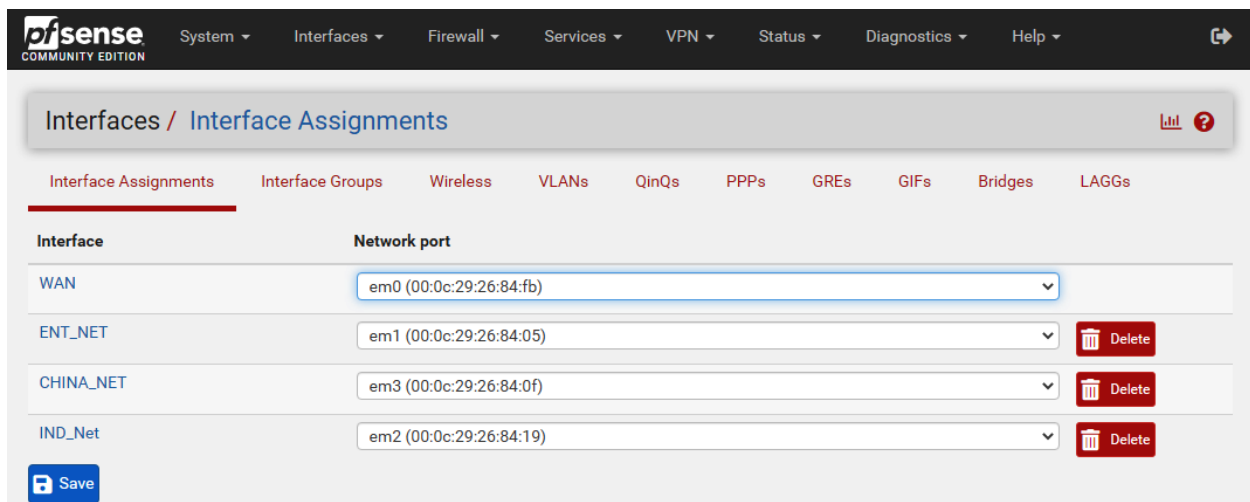 pfsense
COMMUNITY EDITION
System Interfaces Firewall Services VPN Status Diagnostics Help
Interfaces / Interface Assignments
Interface Assignments Interface Groups Wireless VLANs QinQs PPPs GREs GIFs Bridges LAGGs
Interface Network port
WAN em0 (00:0c:29:26:84:fb)
ENT_NET em1 (00:0c:29:26:84:05) Delete
CHINA_NET em3 (00:0c:29:26:84:0f) Delete
IND_Net em2 (00:0c:29:26:84:19) Delete
Save